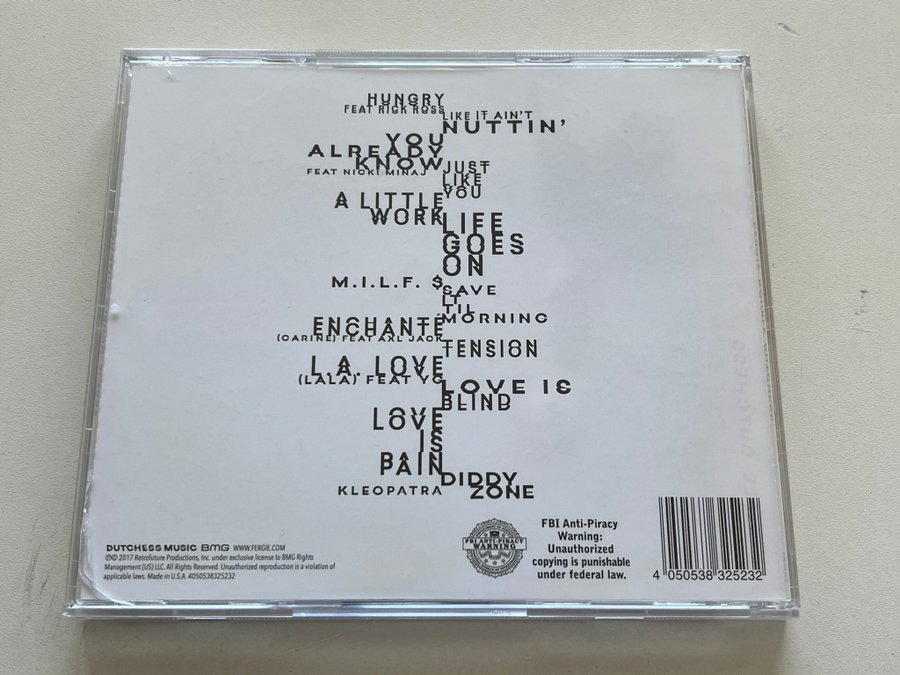 HUNGRY
FEAT RICK ROSS
LIKE IT AIN'T
NUTTIN'
YOU
ALREADY
KNOW
FEAT NICKI MINAJ
JUST
LIKE
YOU
A LITTLE
WORK
LIFE
GOES
ON
M.I.L.F. $
SAVE
IT
TIL
MORNING
ENCHANTÉ
(CARINE) FEAT AXL JACK
TENSION
L.A. LOVE
(LALA) FEAT YG
LOVE IS
BLIND
LOVE
IS
PAIN
DIDDY
ZONE
KLEOPATRA
DUTCHESS MUSIC BMG WWW.FERGIE.COM
℗© 2017 Retrofuture Productions, Inc. under exclusive license to BMG Rights
Management (US) LLC. All Rights Reserved. Unauthorized reproduction is a violation of
applicable laws. Made in U.S.A. 4050538325232
FBI ANTI-PIRACY
WARNING
FBI Anti-Piracy
Warning:
Unauthorized
copying is punishable
under federal law.
4 050538 325232